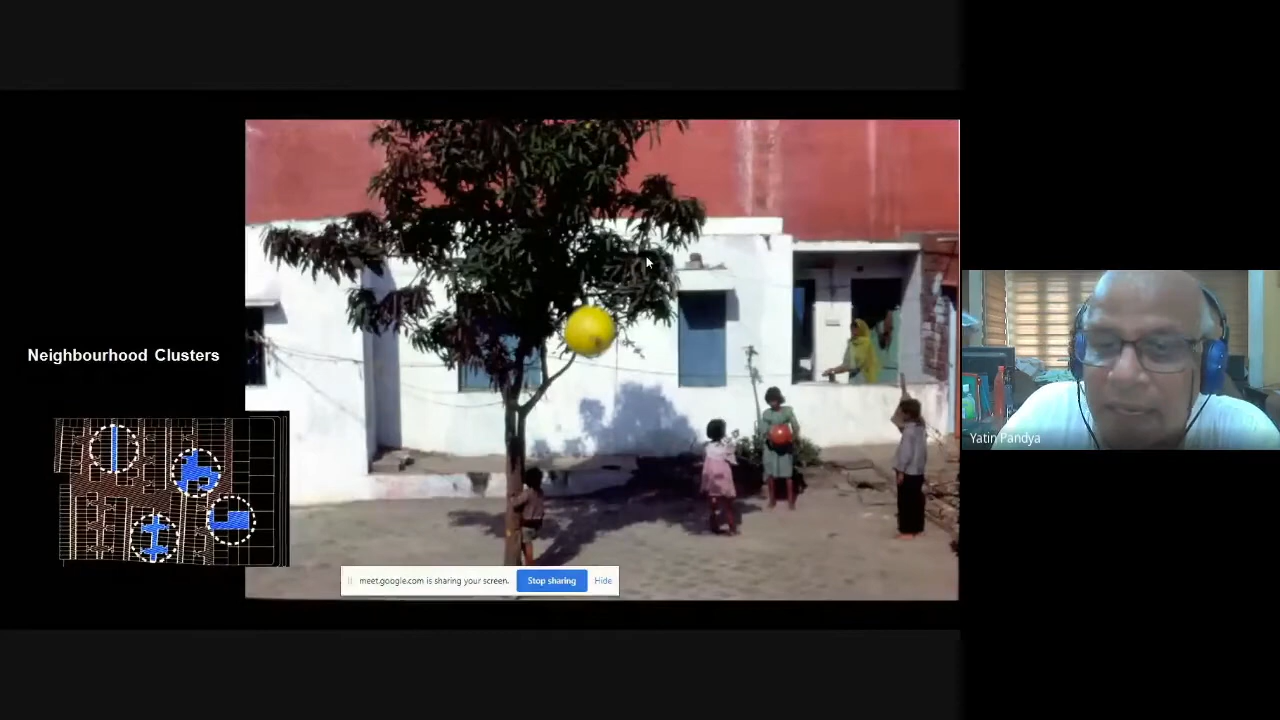 Neighbourhood Clusters
meet.google.com is sharing your screen.
Stop sharing
Hide
Yatin Pandya